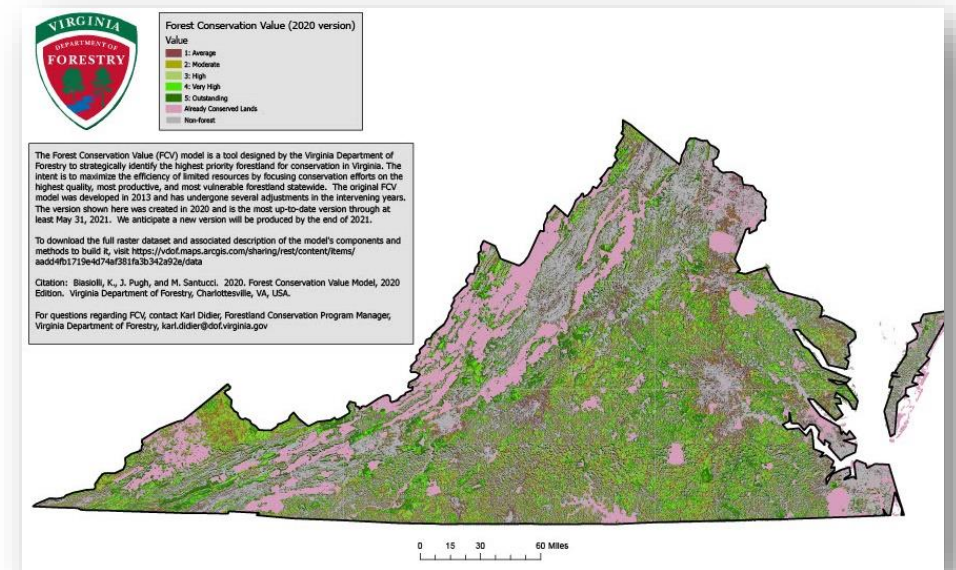 VIRGINIA
DEPARTMENT OF
FORESTRY
Forest Conservation Value (2020 version)
Value
1: Average
2: Moderate
3: High
4: Very High
5: Outstanding
Already Conserved Lands
Non-forest
The Forest Conservation Value (FCV) model is a tool designed by the Virginia Department of
Forestry to strategically identify the highest priority forestland for conservation in Virginia. The
intent is to maximize the efficiency of limited resources by focusing conservation efforts on the
highest quality, most productive, and most vulnerable forestland statewide. The original FCV
model was developed in 2013 and has undergone several adjustments in the intervening years.
The version shown here was created in 2020 and is the most up-to-date version through at
least May 31, 2021. We anticipate a new version will be produced by the end of 2021.
To download the full raster dataset and associated description of the model's components and
methods to build it, visit https://vdof.maps.arcgis.com/sharing/rest/content/items/
aadd4fb1719e4d74af381fa3b342a92e/data
Citation: Biasiolli, K., J. Pugh, and M. Santucci. 2020. Forest Conservation Value Model, 2020
Edition. Virginia Department of Forestry, Charlottesville, VA, USA.
For questions regarding FCV, contact Karl Didier, Forestland Conservation Program Manager,
Virginia Department of Forestry, karl.didier@dof.virginia.gov
0 15 30 60 Miles